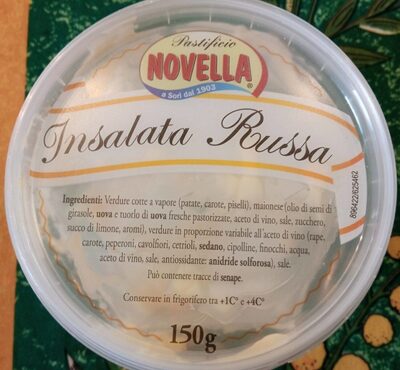 Pastificio
NOVELLA
®
a Sori dal 1903
Insalata Russa
Ingredienti: Verdure cotte a vapore (patate, carote, piselli), maionese (olio di semi di
girasole, uova e tuorlo di uova fresche pastorizzate, aceto di vino, sale, zucchero,
succo di limone, aromi), verdure in proporzione variabile all'aceto di vino (rape,
carote, peperoni, cavolfiori, cetrioli, sedano, cipolline, finocchi, acqua,
aceto di vino, sale, antiossidante: anidride solforosa), sale.
Può contenere tracce di senape.
Conservare in frigorifero tra +1C° e +4C°
150g
896422/625462